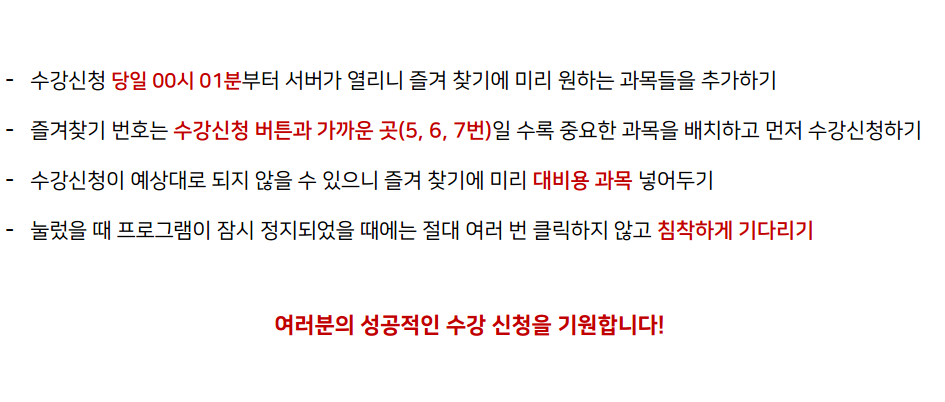 - 수강신청 당일 00시 01분부터 서버가 열리니 즐겨 찾기에 미리 원하는 과목들을 추가하기
- 즐겨찾기 번호는 수강신청 버튼과 가까운 곳(5, 6, 7번)일 수록 중요한 과목을 배치하고 먼저 수강신청하기
- 수강신청이 예상대로 되지 않을 수 있으니 즐겨 찾기에 미리 대비용 과목 넣어두기
- 눌렀을 때 프로그램이 잠시 정지되었을 때에는 절대 여러 번 클릭하지 않고 침착하게 기다리기
여러분의 성공적인 수강 신청을 기원합니다!